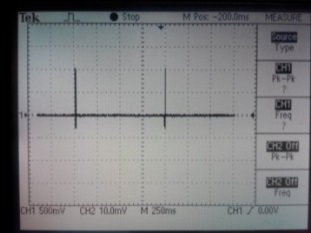 Tek
Stop
M Pos: -200.0ms
MEASURE
Source
Type
CH1
Pk-Pk
?
CH1
Freq
?
CH2 Off
Pk-Pk
CH2 Off
Freq
1
CH1 500mV
CH2 10.0mV
M 250ms
CH1 / 0.00V